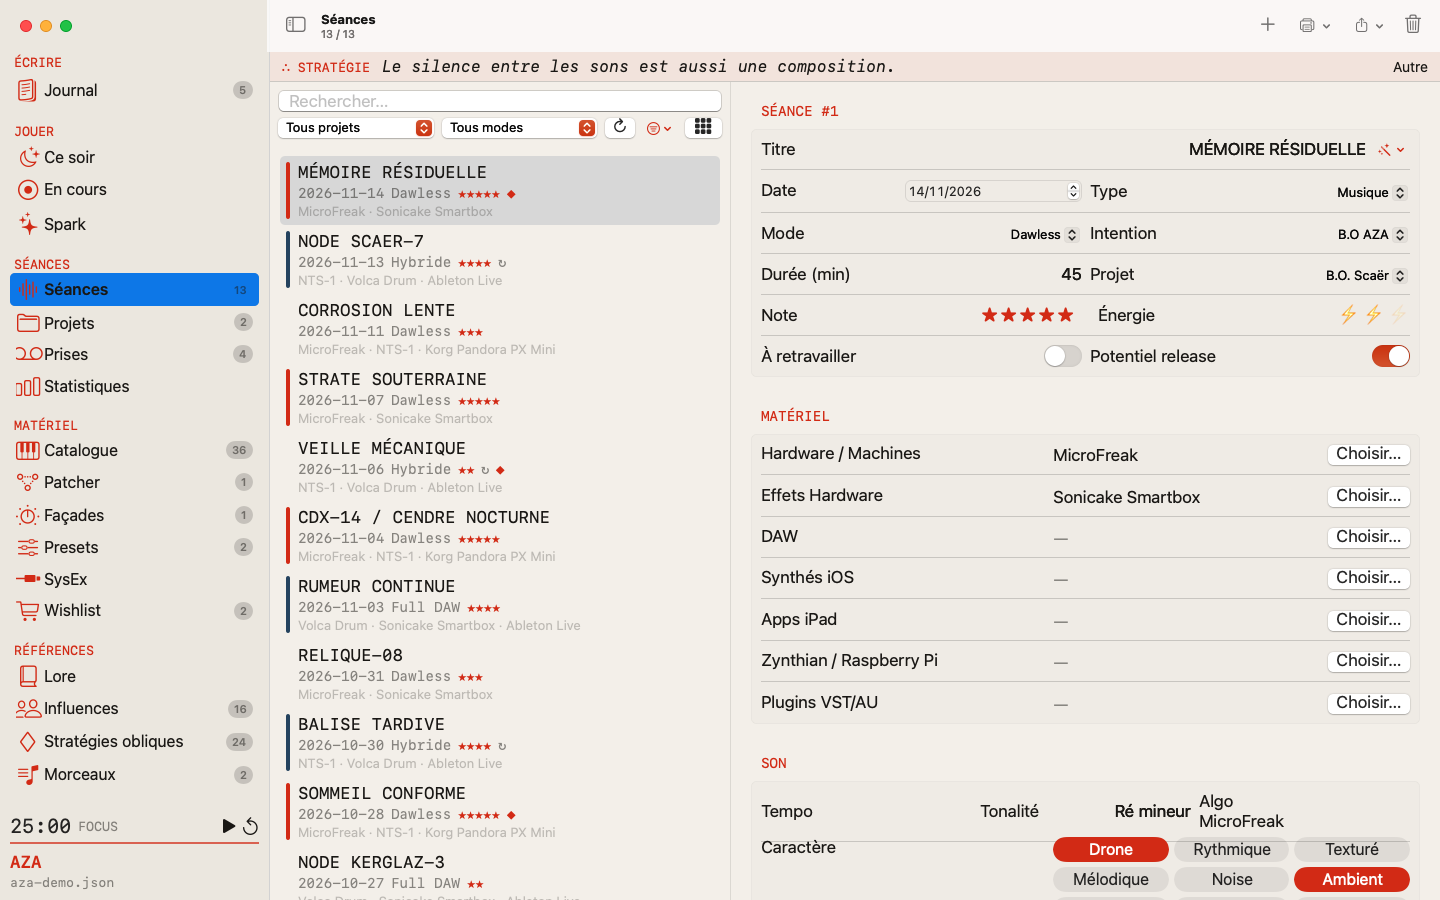 Séances
13 / 13
ÉCRIRE
Journal 5
JOUER
Ce soir
En cours
Spark
SÉANCES
Séances 13
Projets 2
Prises 4
Statistiques
MATÉRIEL
Catalogue 36
Patcher 1
Façades 1
Presets 2
SysEx
Wishlist 2
RÉFÉRENCES
Lore
Influences 16
Stratégies obliques 24
Morceaux 2
25:00 FOCUS
AZA
aza-demo.json
STRATÉGIE Le silence entre les sons est aussi une composition. Autre
Rechercher...
Tous projets Tous modes
MÉMOIRE RÉSIDUELLE
2026-11-14 Dawless ★★★★★ ◆
MicroFreak · Sonicake Smartbox
NODE SCAER-7
2026-11-13 Hybride ★★★★ ↻
NTS-1 · Volca Drum · Ableton Live
CORROSION LENTE
2026-11-11 Dawless ★★★
MicroFreak · NTS-1 · Korg Pandora PX Mini
STRATE SOUTERRAINE
2026-11-07 Dawless ★★★★★
MicroFreak · Sonicake Smartbox
VEILLE MÉCANIQUE
2026-11-06 Hybride ★★ ↻ ◆
NTS-1 · Volca Drum · Ableton Live
CDX-14 / CENDRE NOCTURNE
2026-11-04 Dawless ★★★★★
MicroFreak · NTS-1 · Korg Pandora PX Mini
RUMEUR CONTINUE
2026-11-03 Full DAW ★★★★
Volca Drum · Sonicake Smartbox · Ableton Live
RELIQUE-08
2026-10-31 Dawless ★★★
MicroFreak · Sonicake Smartbox
BALISE TARDIVE
2026-10-30 Hybride ★★★★ ↻
NTS-1 · Volca Drum · Ableton Live
SOMMEIL CONFORME
2026-10-28 Dawless ★★★★★ ◆
MicroFreak · NTS-1 · Korg Pandora PX Mini
NODE KERGLAZ-3
2026-10-27 Full DAW ★★
Volca Drum · Sonicake Smartbox · Ableton Live
SÉANCE #1
Titre MÉMOIRE RÉSIDUELLE
Date 14/11/2026 Type Musique
Mode Dawless Intention B.O AZA
Durée (min) 45 Projet B.O. Scaër
Note ★★★★★ Énergie
À retravailler Potentiel release
MATÉRIEL
Hardware / Machines MicroFreak Choisir...
Effets Hardware Sonicake Smartbox Choisir...
DAW — Choisir...
Synthés iOS — Choisir...
Apps iPad — Choisir...
Zynthian / Raspberry Pi — Choisir...
Plugins VST/AU — Choisir...
SON
Tempo Tonalité Ré mineur Algo MicroFreak
Caractère Drone Rythmique Texturé
Mélodique Noise Ambient